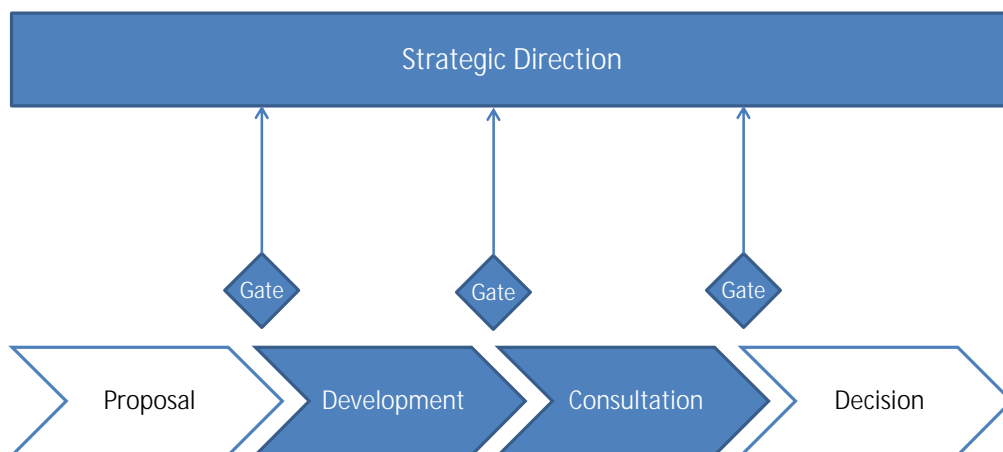 Strategic Direction
Gate
Gate
Gate
Proposal
Development
Consultation
Decision